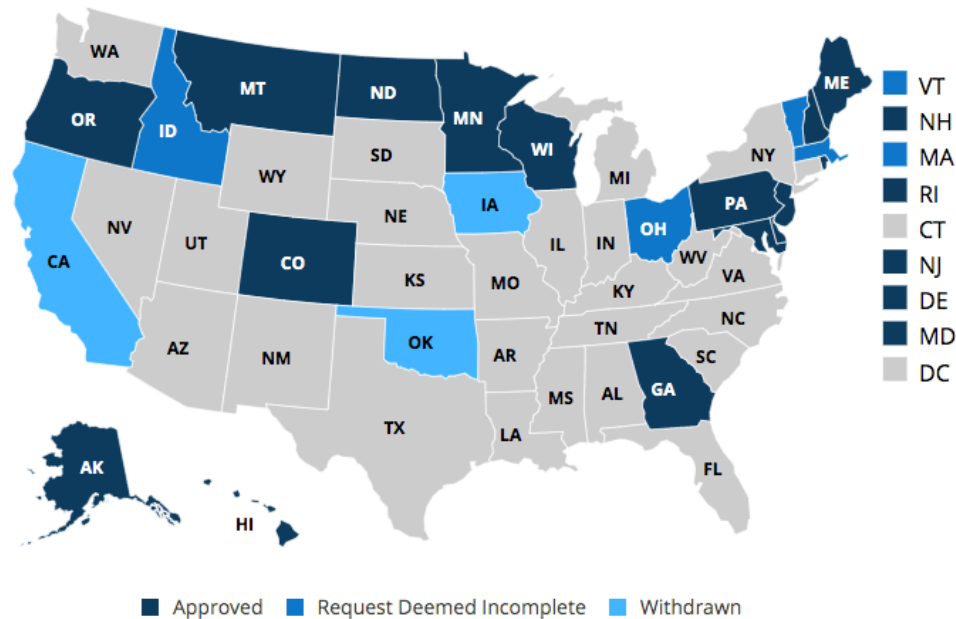 WA
MT
ND
MN
ME
OR
ID
WI
SD
WY
MI
NY
IA
NE
PA
NV
UT
CO
IL
IN
OH
WV
CA
KS
MO
KY
VA
AZ
NM
OK
AR
TN
NC
SC
MS
AL
GA
TX
LA
FL
AK
HI
VT
NH
MA
RI
CT
NJ
DE
MD
DC
Approved Request Deemed Incomplete Withdrawn